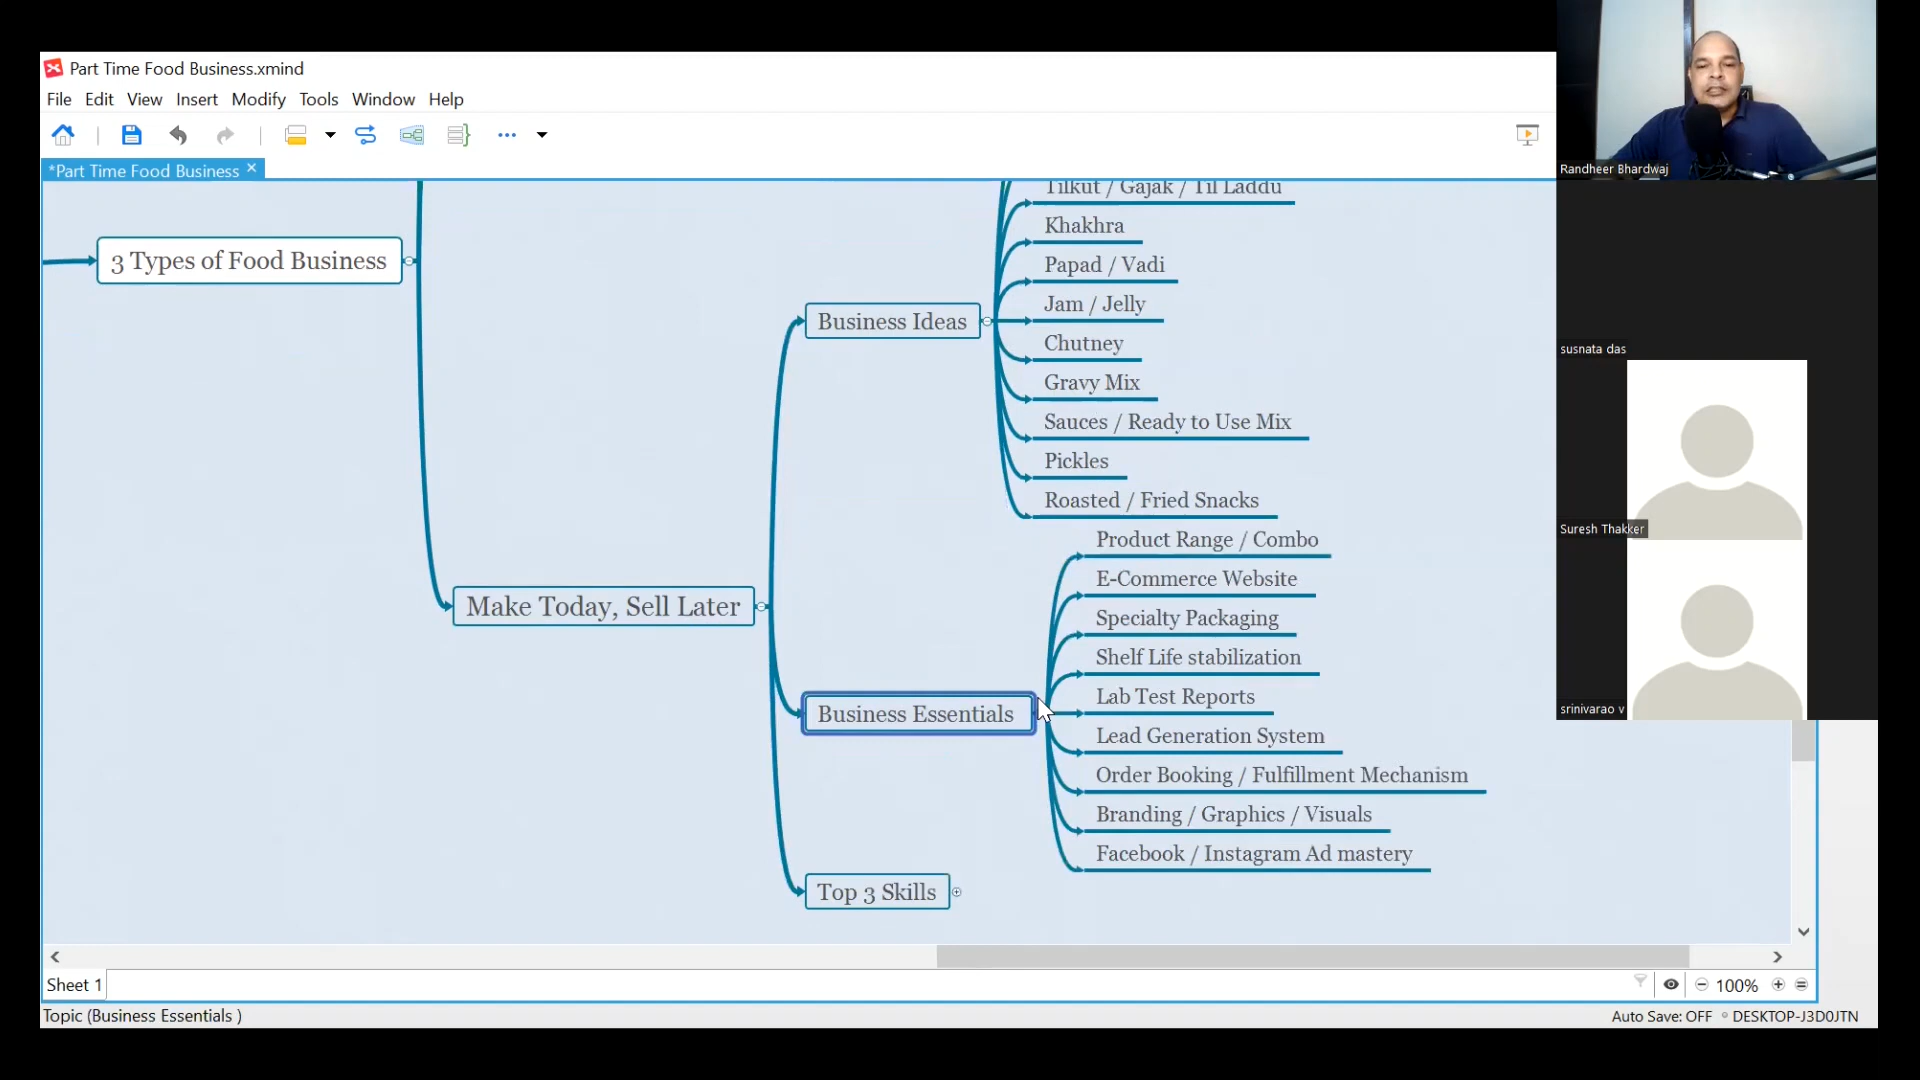 Part Time Food Business.xmind
File Edit View Insert Modify Tools Window Help
*Part Time Food Business
3 Types of Food Business
Make Today, Sell Later
Business Ideas
Tilkut / Gajak / Til Laddu
Khakhra
Papad / Vadi
Jam / Jelly
Chutney
Gravy Mix
Sauces / Ready to Use Mix
Pickles
Roasted / Fried Snacks
Business Essentials
Product Range / Combo
E-Commerce Website
Specialty Packaging
Shelf Life stabilization
Lab Test Reports
Lead Generation System
Order Booking / Fulfillment Mechanism
Branding / Graphics / Visuals
Facebook / Instagram Ad mastery
Top 3 Skills
Sheet 1
100%
Topic (Business Essentials )
Auto Save: OFF
DESKTOP-J3D0JTN
Randheer Bhardwaj
susnata das
Suresh Thakker
srinivarao v